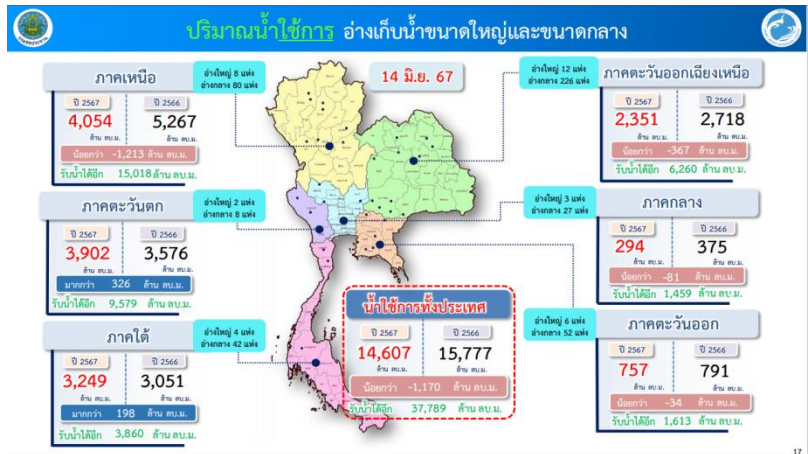 ปริมาณน้ำใช้การ อ่างเก็บน้ำขนาดใหญ่และขนาดกลาง
14 มิ.ย. 67
ภาคเหนือ
อ่างใหญ่ 8 แห่ง
อ่างกลาง 80 แห่ง
ปี 2567 ปี 2566
4,054 5,267
ล้าน ลบ.ม. ล้าน ลบ.ม.
น้อยกว่า -1,213 ล้าน ลบ.ม.
รับน้ำได้อีก 15,018 ล้าน ลบ.ม.
ภาคตะวันออกเฉียงเหนือ
อ่างใหญ่ 12 แห่ง
อ่างกลาง 226 แห่ง
ปี 2567 ปี 2566
2,351 2,718
ล้าน ลบ.ม. ล้าน ลบ.ม.
น้อยกว่า -367 ล้าน ลบ.ม.
รับน้ำได้อีก 6,260 ล้าน ลบ.ม.
ภาคตะวันตก
อ่างใหญ่ 2 แห่ง
อ่างกลาง 8 แห่ง
ปี 2567 ปี 2566
3,902 3,576
ล้าน ลบ.ม. ล้าน ลบ.ม.
มากกว่า 326 ล้าน ลบ.ม.
รับน้ำได้อีก 9,579 ล้าน ลบ.ม.
ภาคกลาง
อ่างใหญ่ 3 แห่ง
อ่างกลาง 27 แห่ง
ปี 2567 ปี 2566
294 375
ล้าน ลบ.ม. ล้าน ลบ.ม.
น้อยกว่า -81 ล้าน ลบ.ม.
รับน้ำได้อีก 1,459 ล้าน ลบ.ม.
ภาคใต้
อ่างใหญ่ 4 แห่ง
อ่างกลาง 42 แห่ง
ปี 2567 ปี 2566
3,249 3,051
ล้าน ลบ.ม. ล้าน ลบ.ม.
มากกว่า 198 ล้าน ลบ.ม.
รับน้ำได้อีก 3,860 ล้าน ลบ.ม.
น้ำใช้การทั้งประเทศ
ปี 2567 ปี 2566
14,607 15,777
ล้าน ลบ.ม. ล้าน ลบ.ม.
น้อยกว่า -1,170 ล้าน ลบ.ม.
รับน้ำได้อีก 37,789 ล้าน ลบ.ม.
ภาคตะวันออก
อ่างใหญ่ 6 แห่ง
อ่างกลาง 52 แห่ง
ปี 2567 ปี 2566
757 791
ล้าน ลบ.ม. ล้าน ลบ.ม.
น้อยกว่า -34 ล้าน ลบ.ม.
รับน้ำได้อีก 1,613 ล้าน ลบ.ม.
17